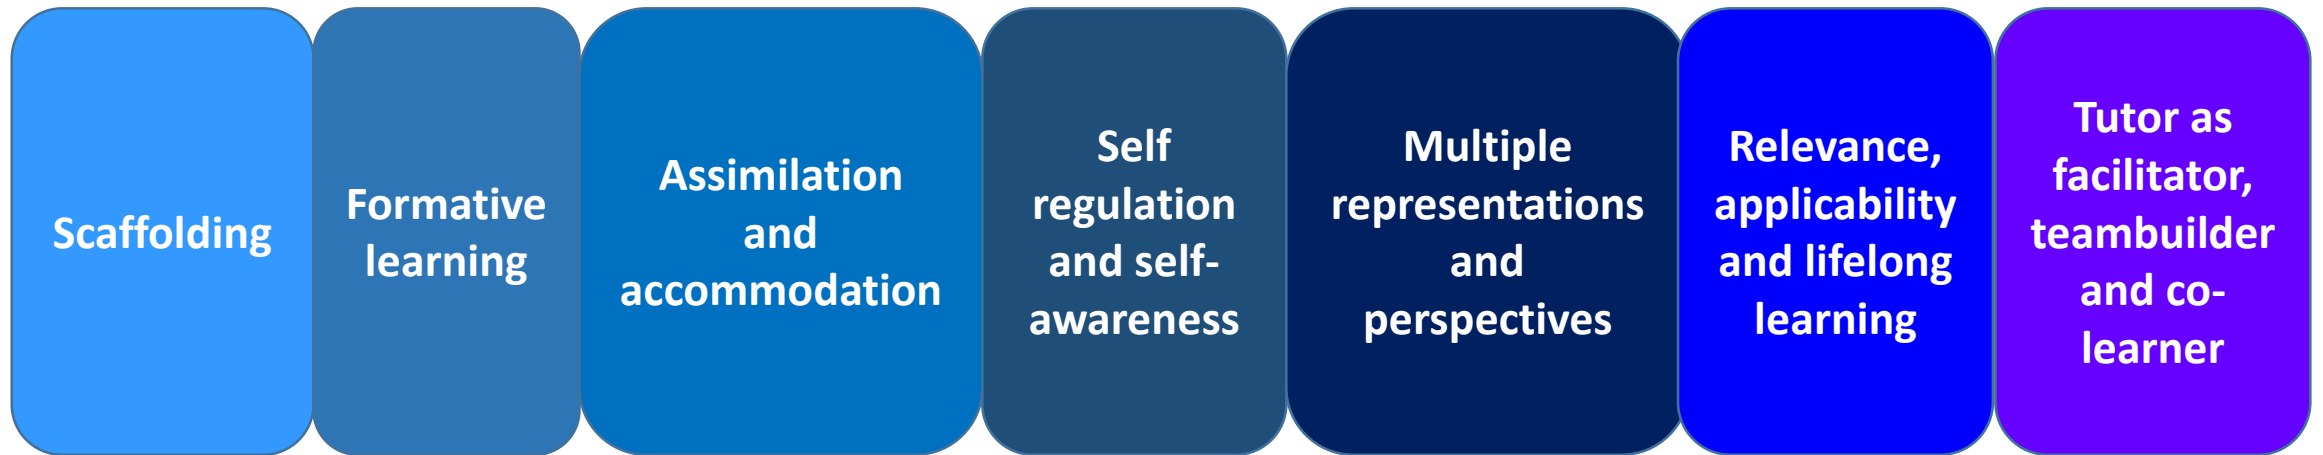 Scaffolding
Formative
learning
Assimilation
and
accommodation
Self
regulation
and self-
awareness
Multiple
representations
and
perspectives
Relevance,
applicability
and lifelong
learning
Tutor as
facilitator,
teambuilder
and co-
learner